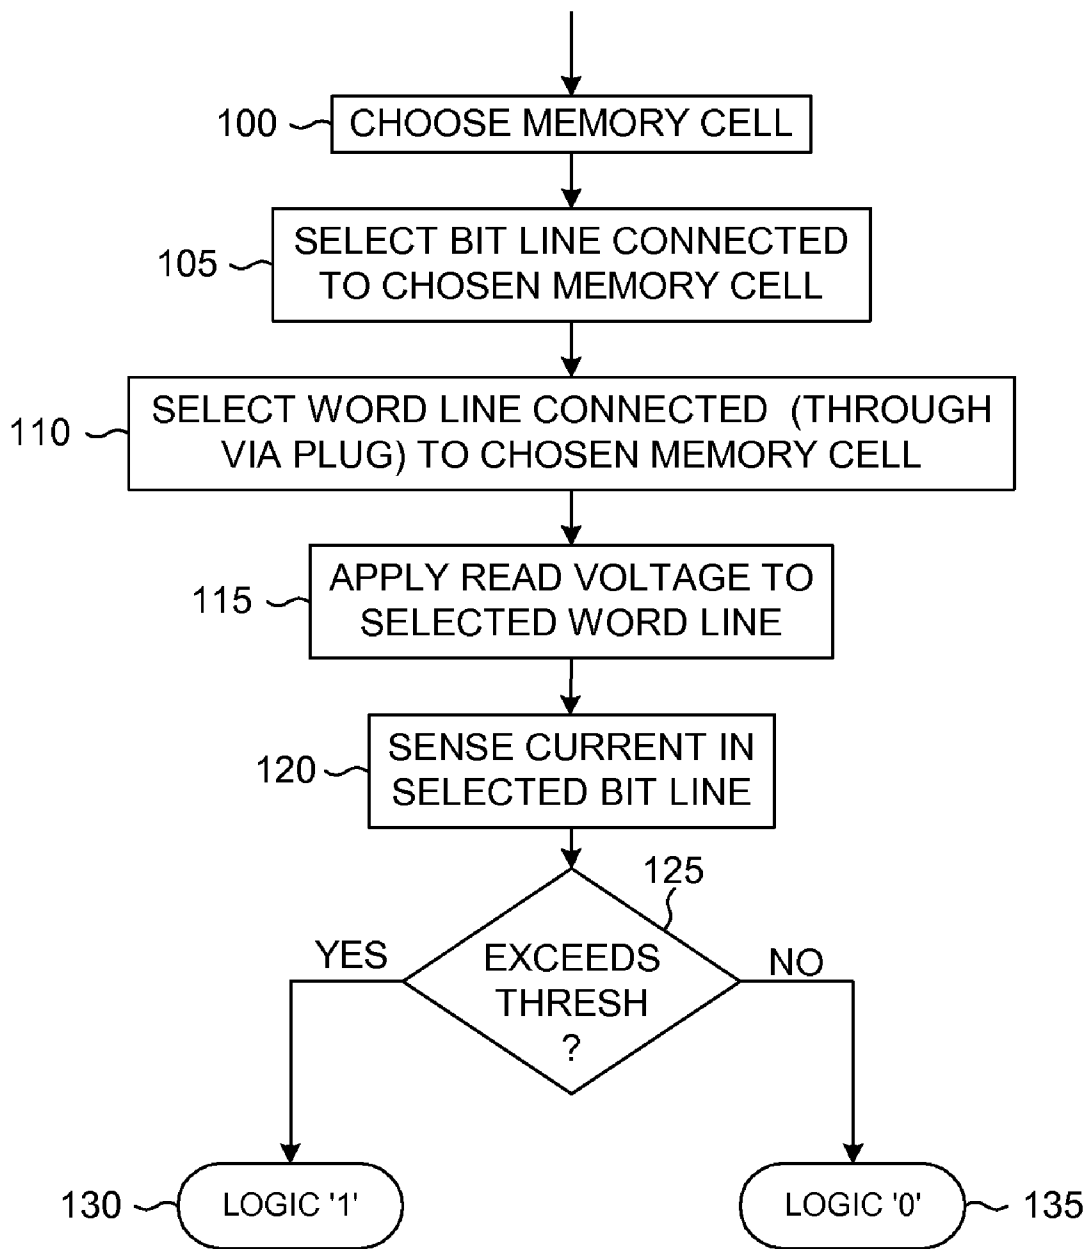 100
CHOOSE MEMORY CELL
105
SELECT BIT LINE CONNECTED
TO CHOSEN MEMORY CELL
110
SELECT WORD LINE CONNECTED (THROUGH
VIA PLUG) TO CHOSEN MEMORY CELL
115
APPLY READ VOLTAGE TO
SELECTED WORD LINE
120
SENSE CURRENT IN
SELECTED BIT LINE
125
YES
EXCEEDS
THRESH
?
NO
130
LOGIC '1'
LOGIC '0'
135